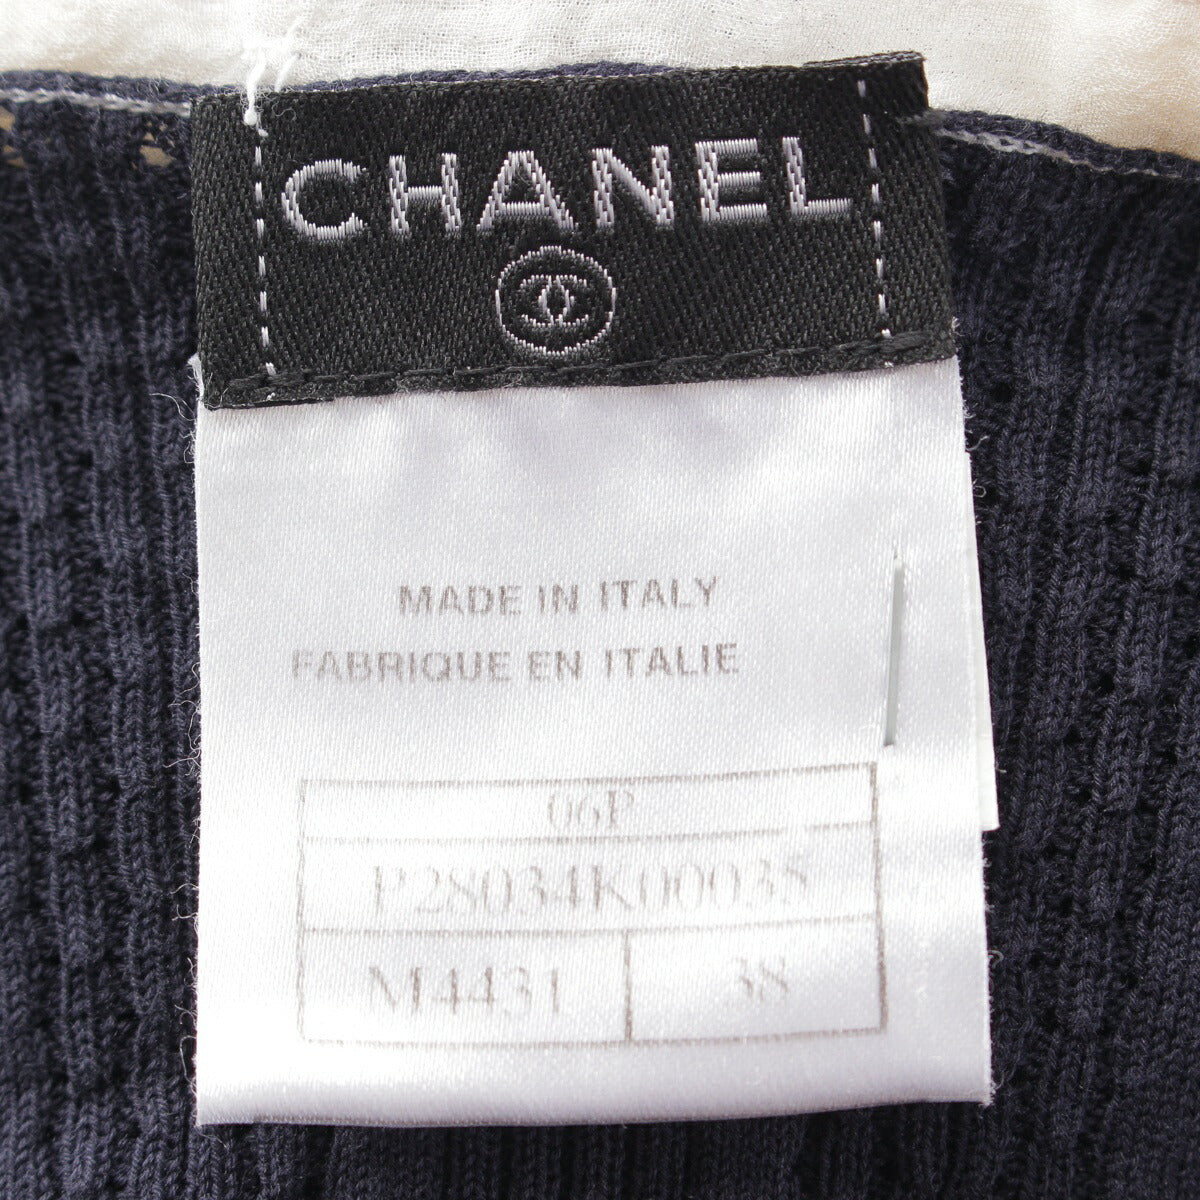 CHANEL
MADE IN ITALY
FABRIQUE EN ITALIE
06P
P28034K00035
M4431 38